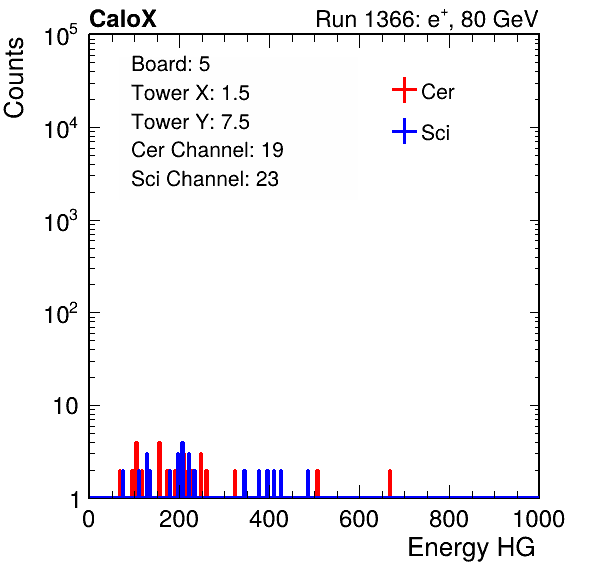 CaloX Run 1366: e⁺, 80 GeV
Counts
10⁵
10⁴
10³
10²
10
1
Board: 5
Tower X: 1.5
Tower Y: 7.5
Cer Channel: 19
Sci Channel: 23
Cer
Sci
0 200 400 600 800 1000
Energy HG